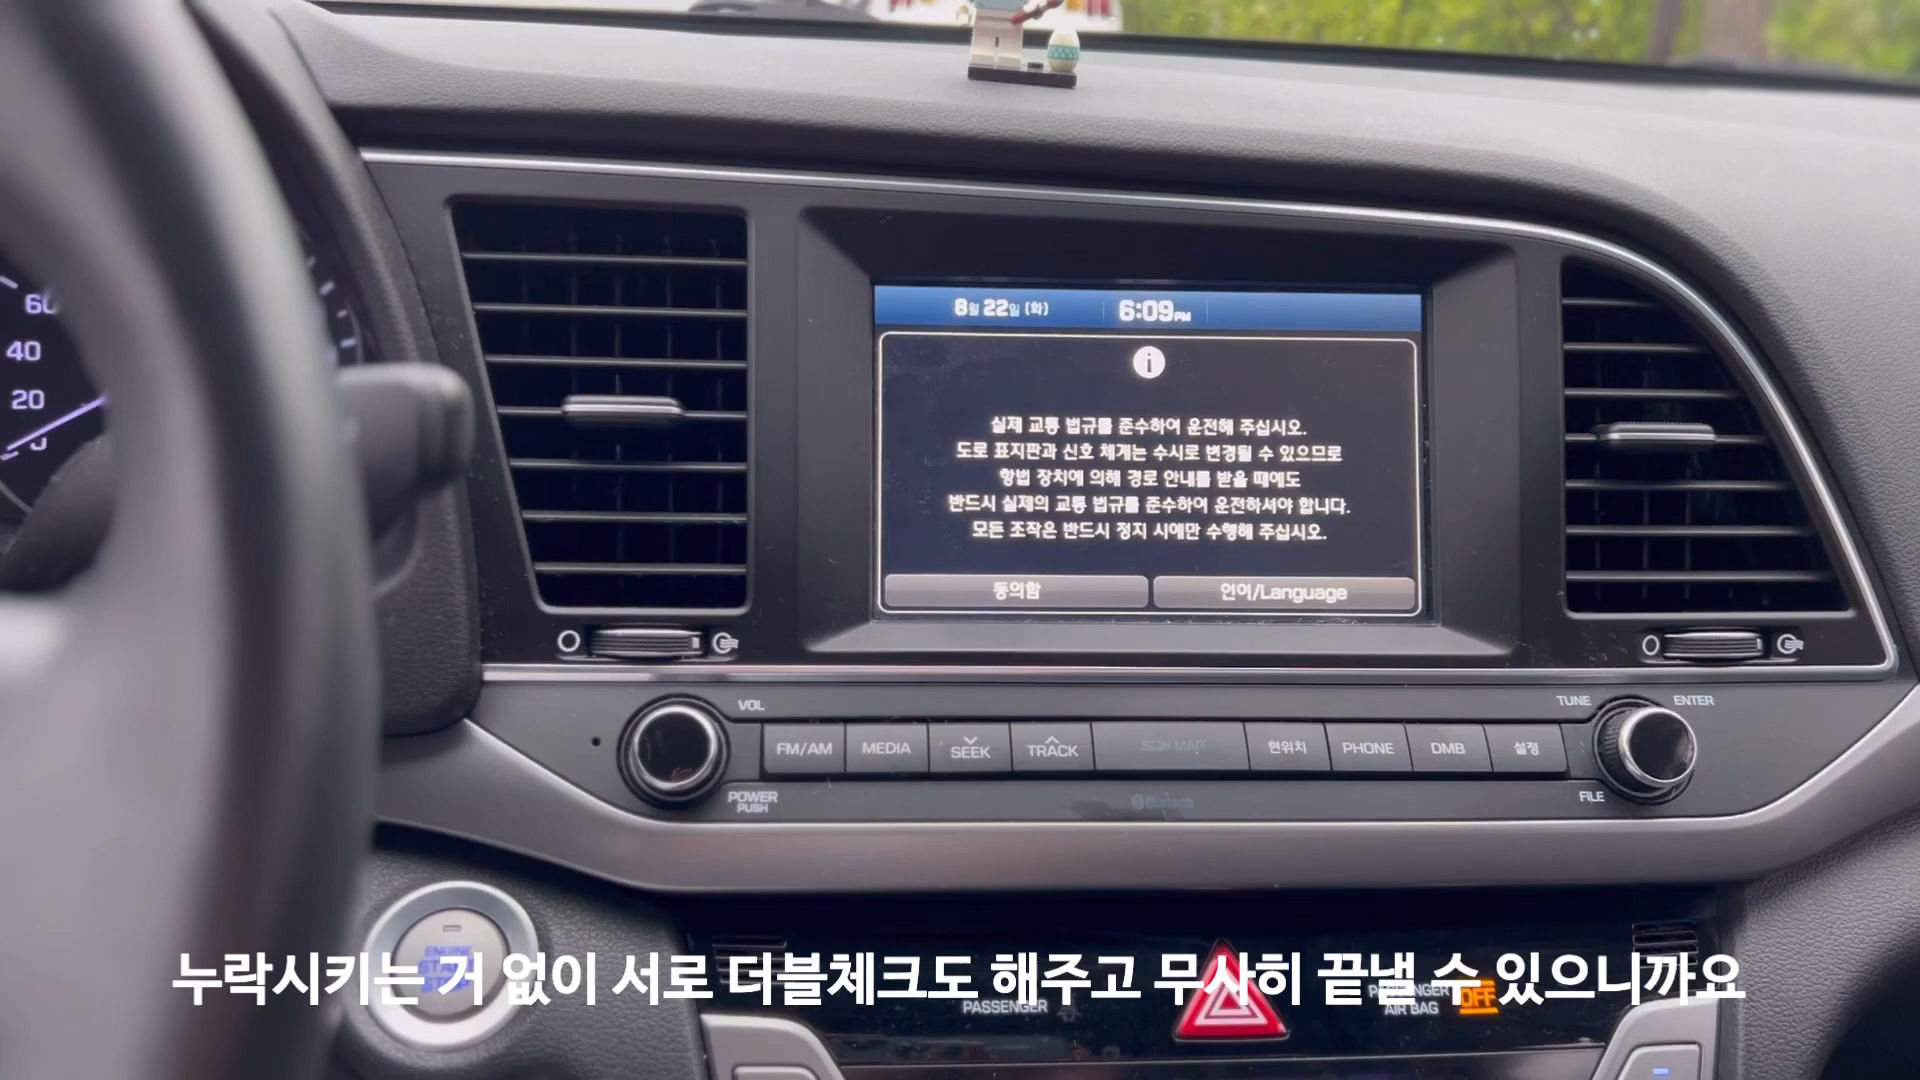 60
40
20
8월 22일 (화) 6:09PM
실제 교통 법규를 준수하여 운전해 주십시오.
도로 표지판과 신호 체계는 수시로 변경될 수 있으므로
항법 장치에 의해 경로 안내를 받을 때에도
반드시 실제의 교통 법규를 준수하여 운전하셔야 합니다.
모든 조작은 반드시 정지 시에만 수행해 주십시오.
동의함 언어/Language
VOL TUNE ENTER
FM/AM MEDIA SEEK TRACK MAP 현위치 PHONE DMB 설정
POWER PUSH Bluetooth FILE
ENGINE
누락시키는 거 없이 서로 더블체크도 해주고 무사히 끝낼 수 있으니까요
PASSENGER PASSENGER AIR BAG OFF